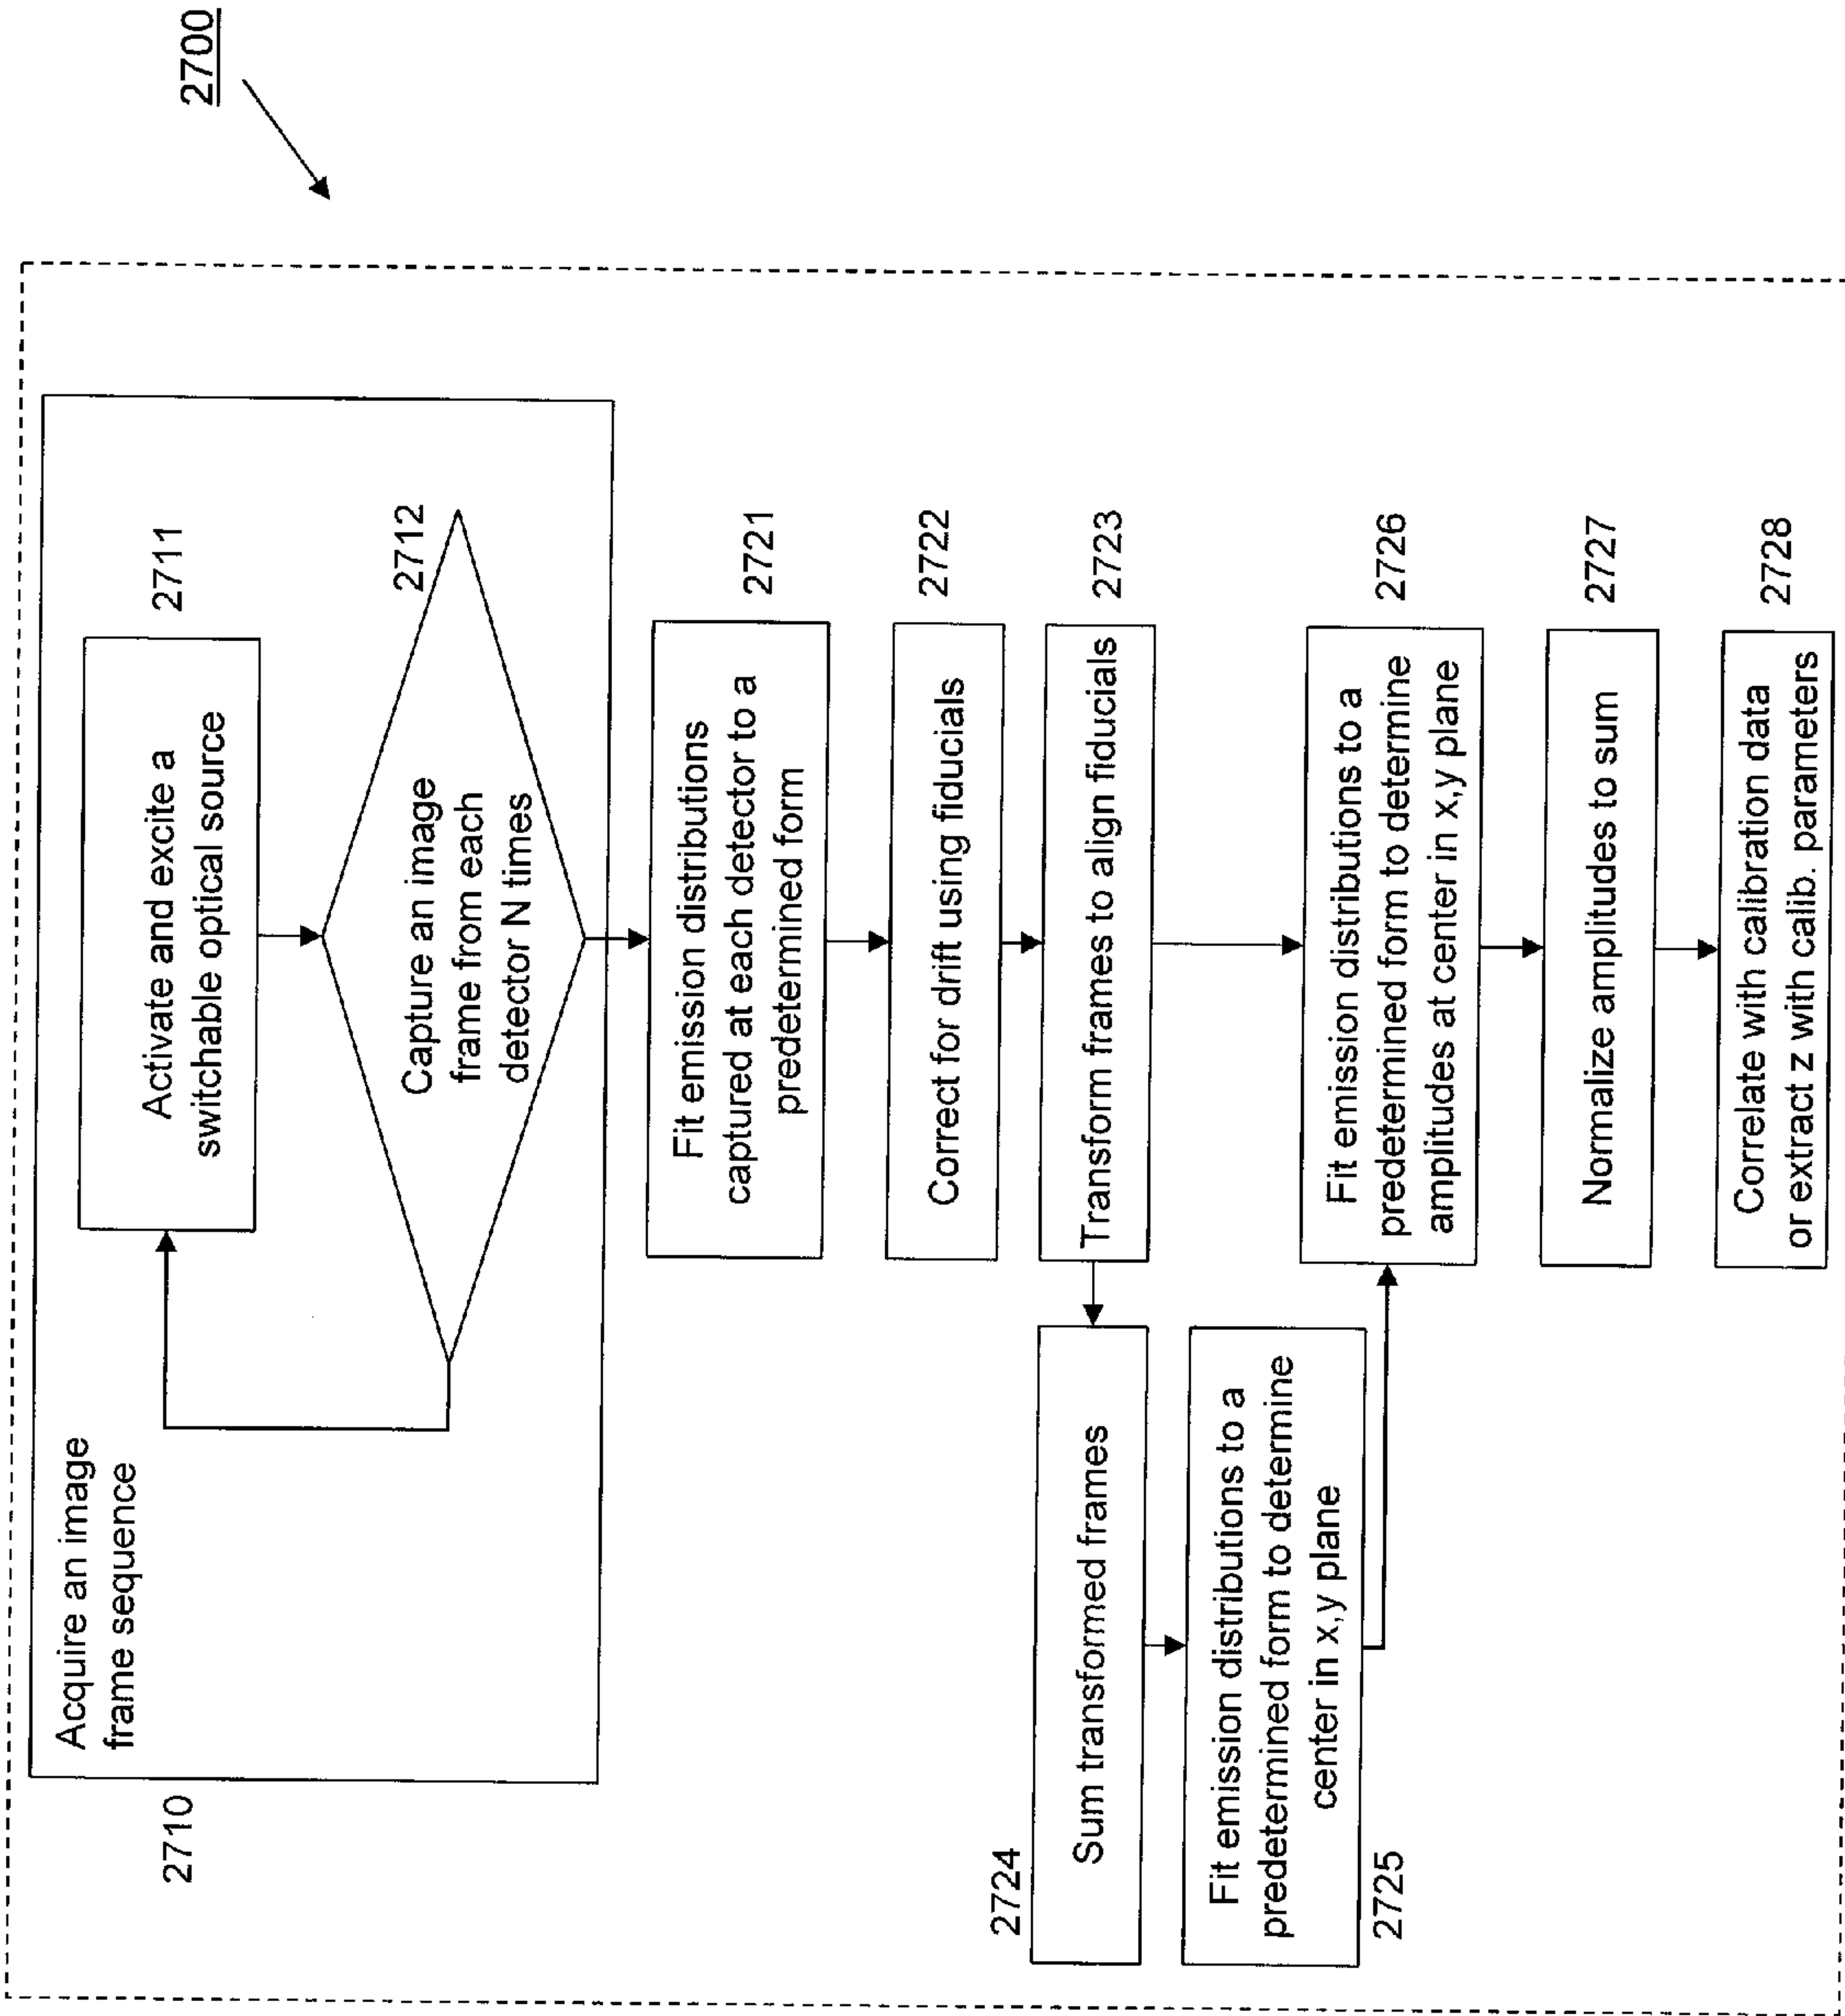 2700
Acquire an image
frame sequence
2710
Activate and excite a
switchable optical source
2711
Capture an image
frame from each
detector N times
2712
Fit emission distributions
captured at each detector to a
predetermined form
2721
Correct for drift using fiducials
2722
Transform frames to align fiducials
2723
2724
Sum transformed frames
Fit emission distributions to a
predetermined form to determine
center in x,y plane
2725
Fit emission distributions to a
predetermined form to determine
amplitudes at center in x,y plane
2726
Normalize amplitudes to sum
2727
Correlate with calibration data
or extract z with calib. parameters
2728